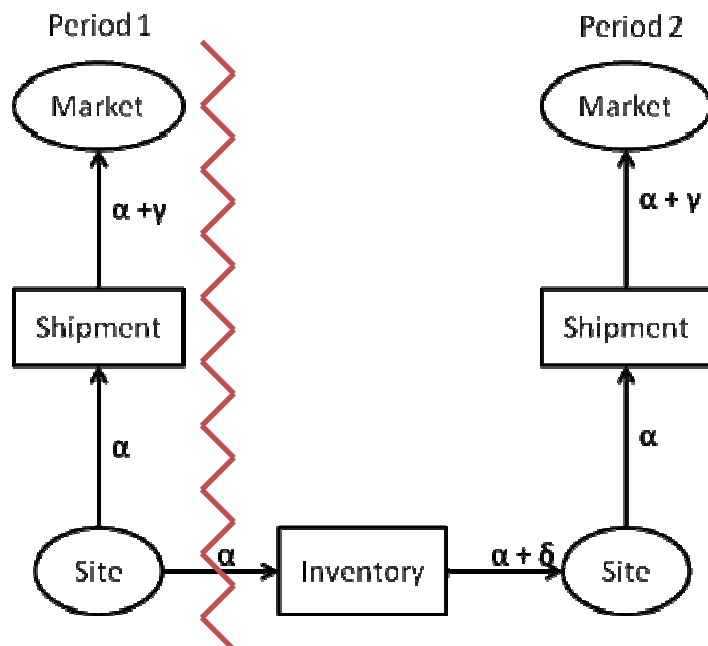 Period 1
Period 2
Market
Market
α +γ
α + γ
Shipment
Shipment
α
α
Site
α
Inventory
α + δ
Site